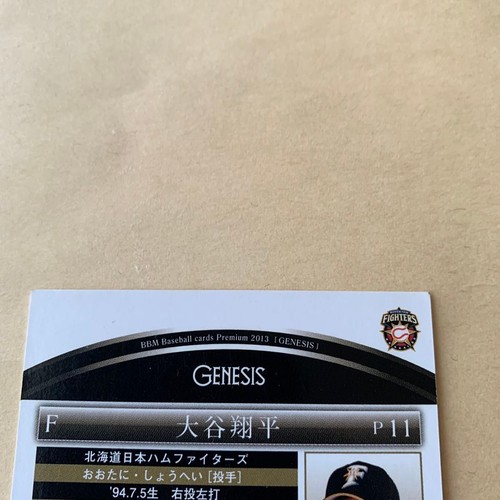 FIGHTERS
BBM Baseball cards Premium 2013 [GENESIS]
GENESIS
F 大谷翔平 P 11
北海道日本ハムファイターズ
おおたに・しょうへい [投手]
'94.7.5生 右投左打
F